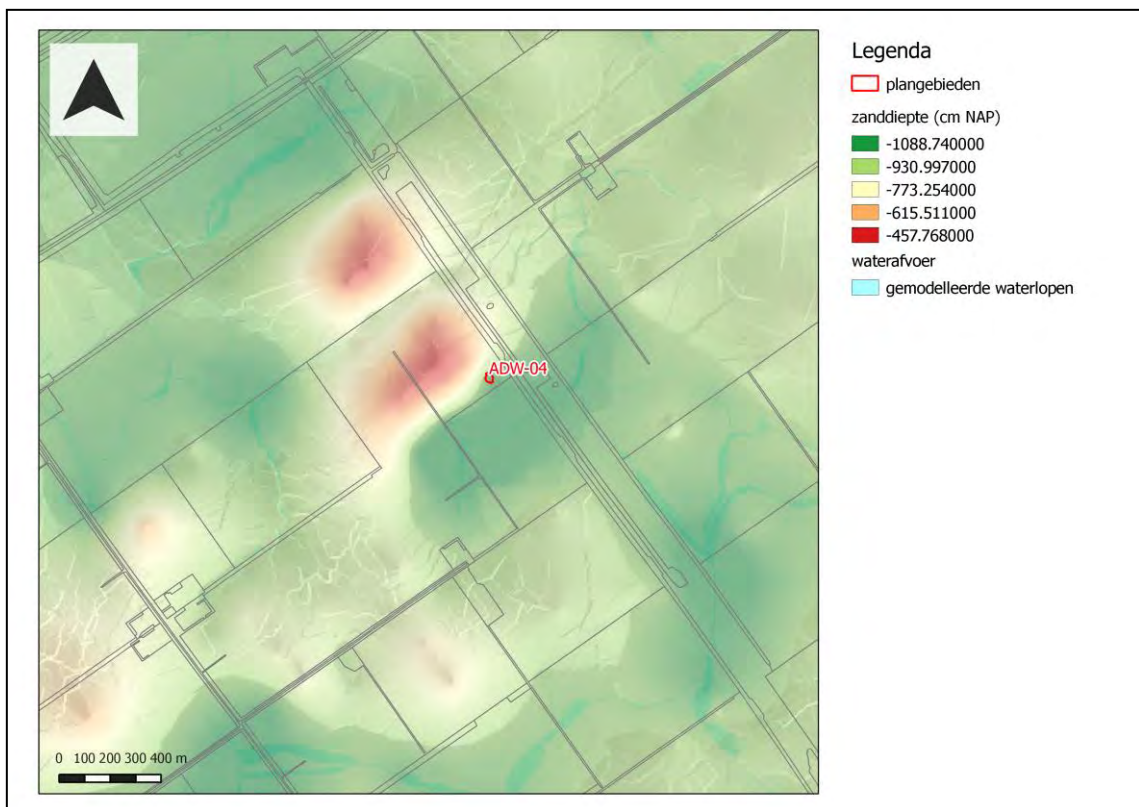 Legenda
plangebieden
zanddiepte (cm NAP)
-1088.740000
-930.997000
-773.254000
-615.511000
-457.768000
waterafvoer
gemodelleerde waterlopen
ADW-04
0 100 200 300 400 m